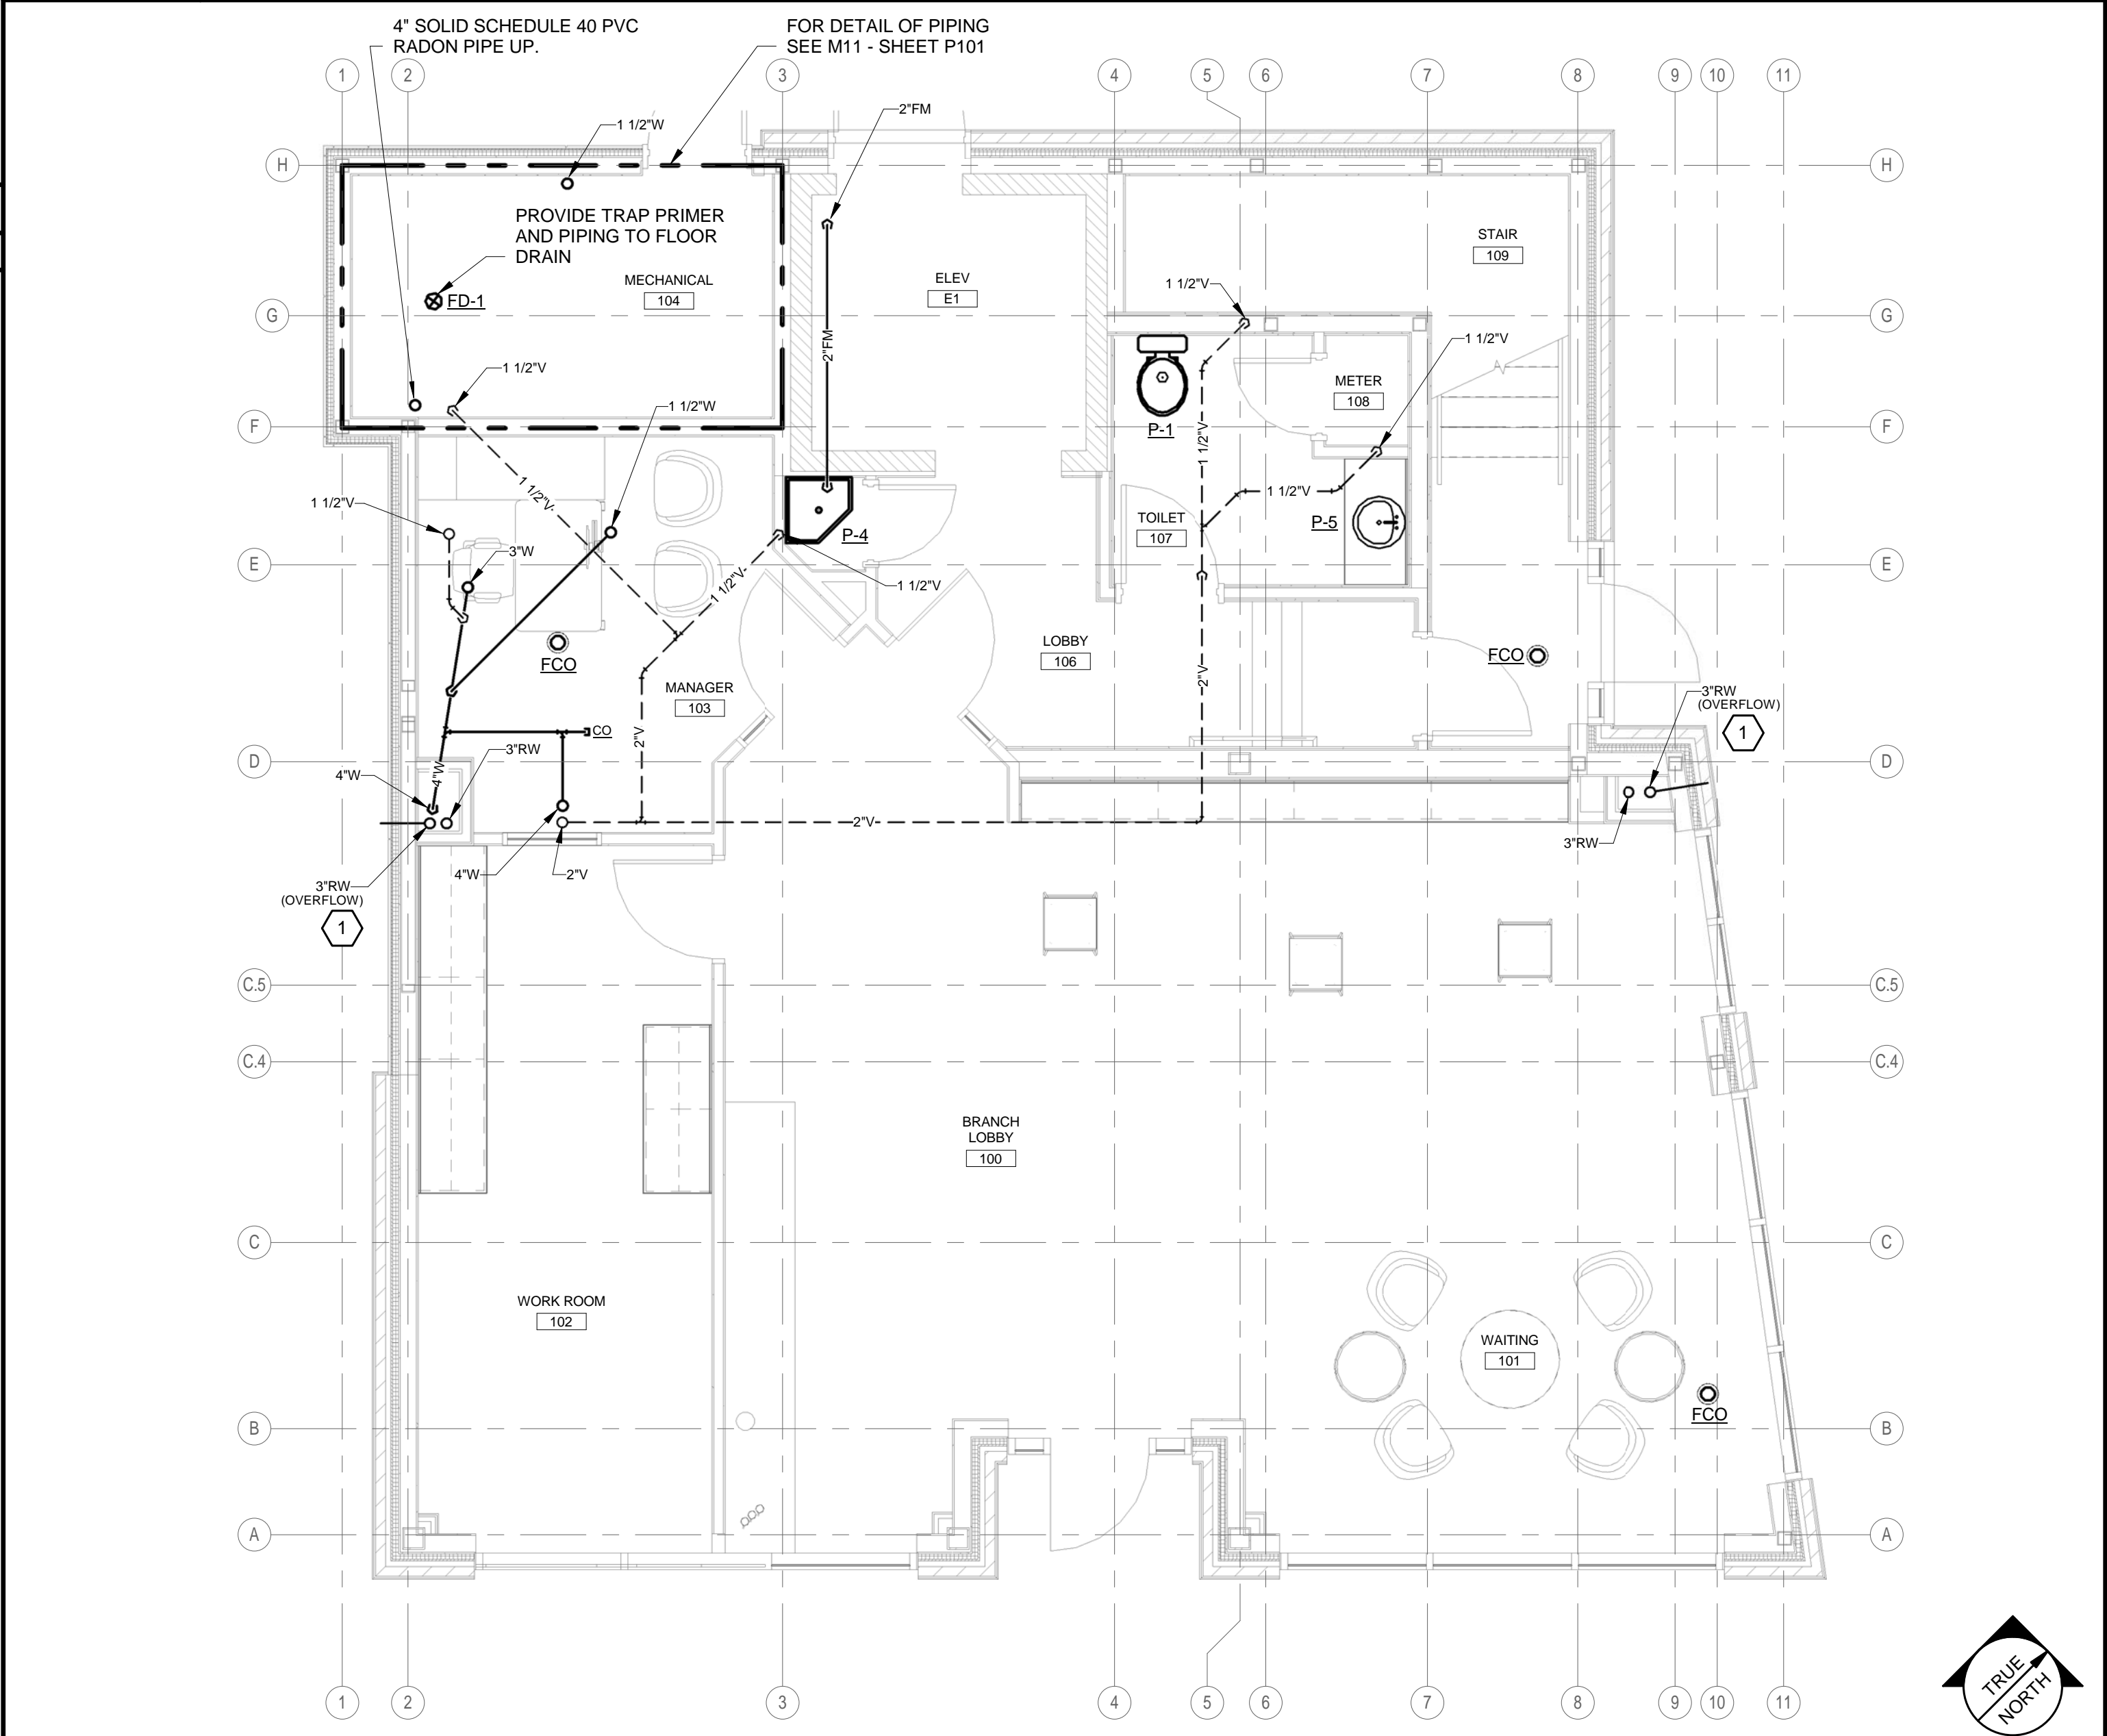 4" SOLID SCHEDULE 40 PVC
RADON PIPE UP.
FOR DETAIL OF PIPING
SEE M11 - SHEET P101
1
2
3
4
5
6
7
8
9
10
11
1 1/2"W
2"FM
H
H
PROVIDE TRAP PRIMER
AND PIPING TO FLOOR
DRAIN
STAIR
109
MECHANICAL
104
ELEV
E1
FD-1
1 1/2"V
G
G
2"FM
1 1/2"V
1 1/2"V
METER
108
1 1/2"W
F
F
P-1
1 1/2"V
1 1/2"V
1 1/2"V
1 1/2"V
TOILET
107
P-5
P-4
3"W
E
E
1 1/2"V
1 1/2"V
FCO
LOBBY
106
FCO
MANAGER
103
2"V
3"RW
(OVERFLOW)
1
CO
2"V
3"RW
D
D
4"W
4"W
2"V
3"RW
4"W
2"V
3"RW
(OVERFLOW)
1
C.5
C.5
C.4
C.4
BRANCH
LOBBY
100
C
C
WORK ROOM
102
WAITING
101
FCO
B
B
A
A
TRUE
NORTH
1
2
3
4
5
6
7
8
9
10
11